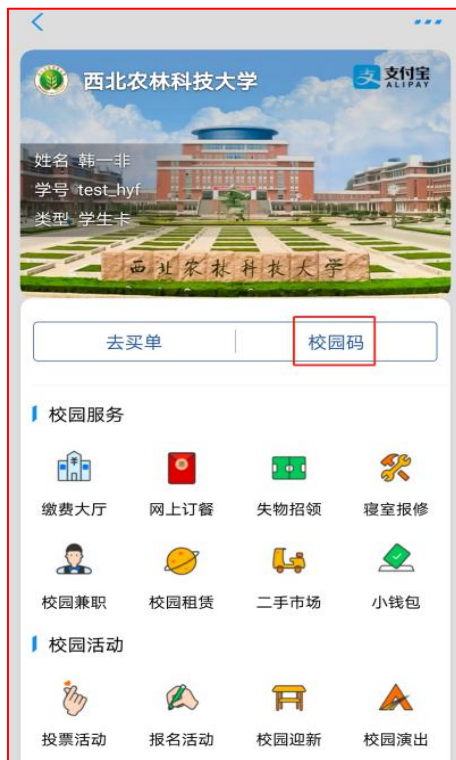 西北农林科技大学
支付宝
ALIPAY
姓名 韩一非
学号 test_hyf
类型 学生卡
西北农林科技大学
去买单 校园码
校园服务
缴费大厅 网上订餐 失物招领 寝室报修
校园兼职 校园租赁 二手市场 小钱包
校园活动
投票活动 报名活动 校园迎新 校园演出